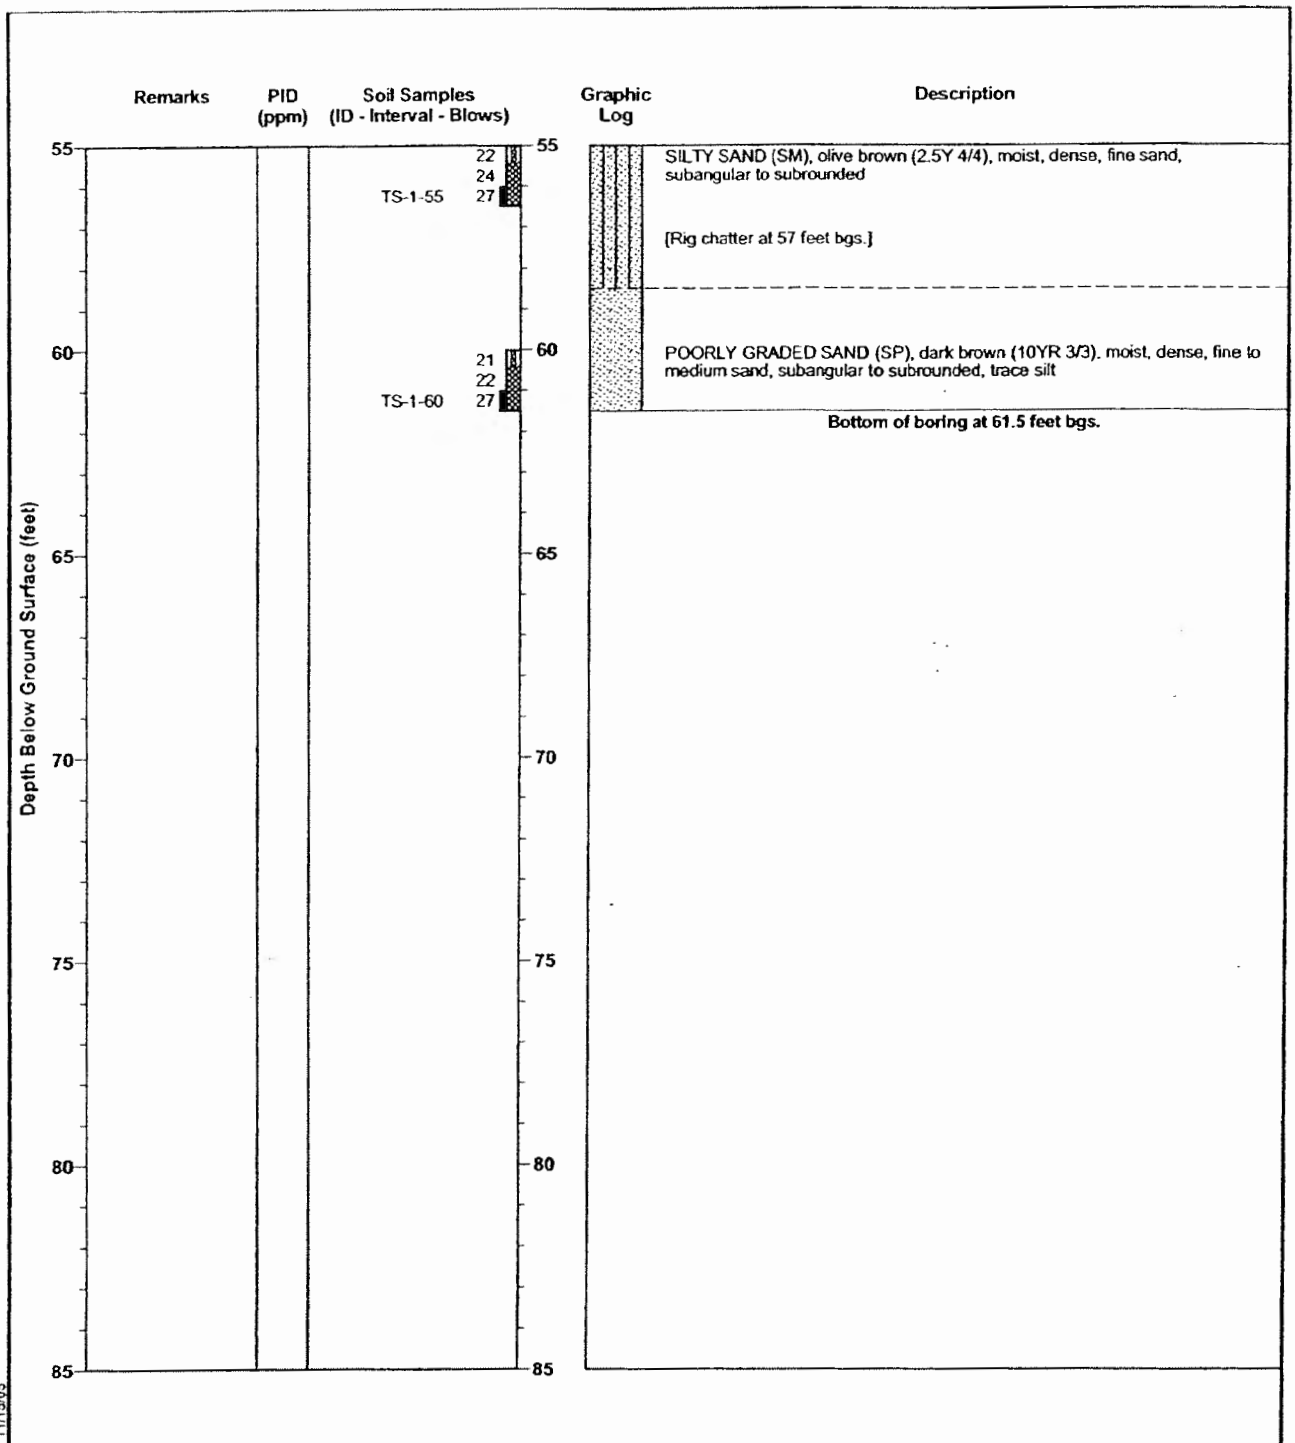 Remarks
PID
(ppm)
Soil Samples
(ID - Interval - Blows)
Graphic
Log
Description
55
22
24
TS-1-55 27
55
SILTY SAND (SM), olive brown (2.5Y 4/4), moist, dense, fine sand,
subangular to subrounded
[Rig chatter at 57 feet bgs.]
60
21
22
TS-1-60 27
60
POORLY GRADED SAND (SP), dark brown (10YR 3/3). moist, dense, fine to
medium sand, subangular to subrounded, trace silt
Bottom of boring at 61.5 feet bgs.
Depth Below Ground Surface (feet)
65
65
70
70
75
75
80
80
85
85